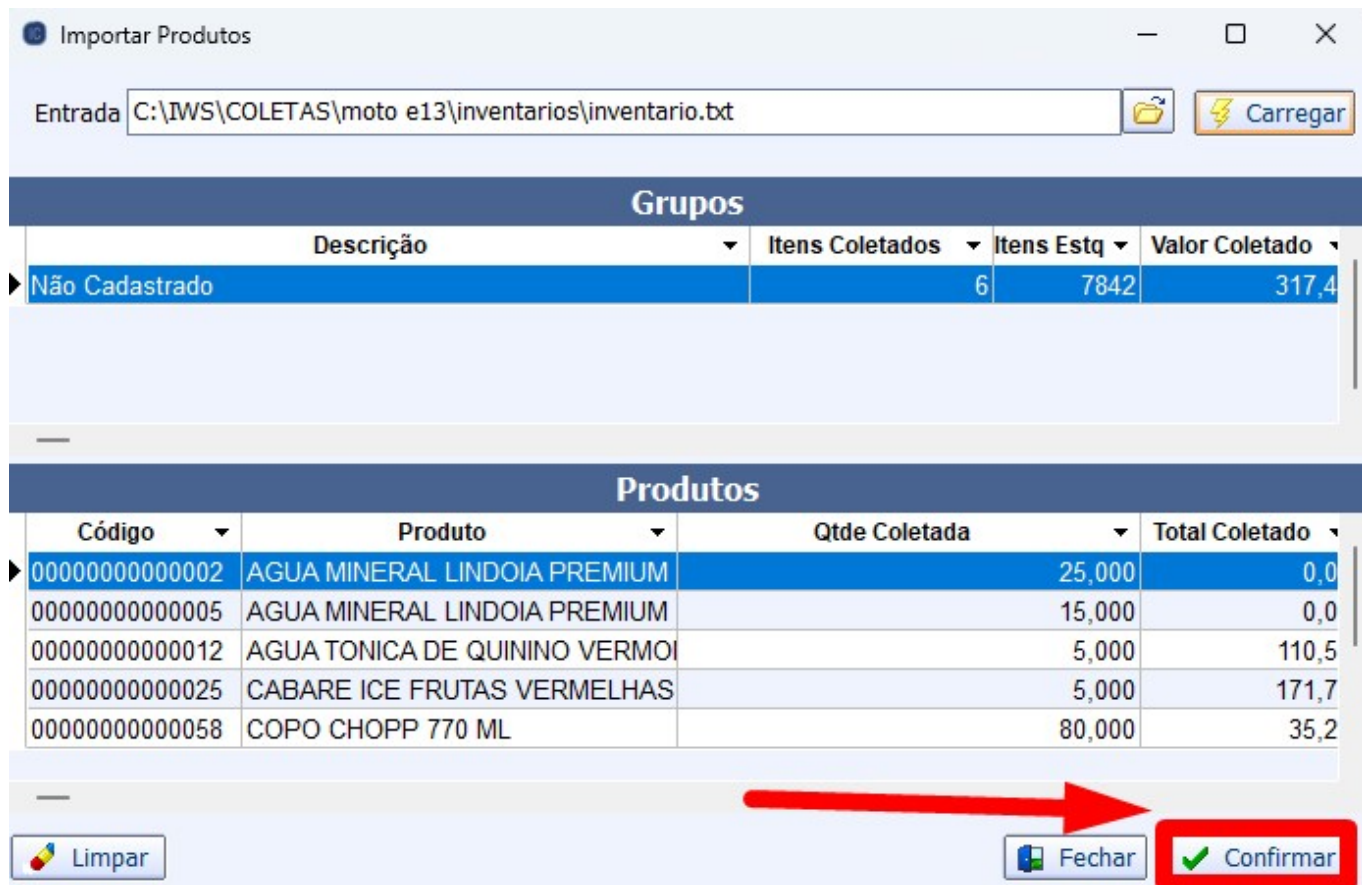 Importar Produtos
Entrada C:\IWS\COLETAS\moto e13\inventarios\inventario.txt Carregar
Grupos
Descrição Itens Coletados Itens Estq Valor Coletado
Não Cadastrado 6 7842 317,4
Produtos
Código Produto Qtde Coletada Total Coletado
00000000000002 AGUA MINERAL LINDOIA PREMIUM 25,000 0,0
00000000000005 AGUA MINERAL LINDOIA PREMIUM 15,000 0,0
00000000000012 AGUA TONICA DE QUININO VERMO 5,000 110,5
00000000000025 CABARE ICE FRUTAS VERMELHAS 5,000 171,7
00000000000058 COPO CHOPP 770 ML 80,000 35,2
Limpar Fechar Confirmar